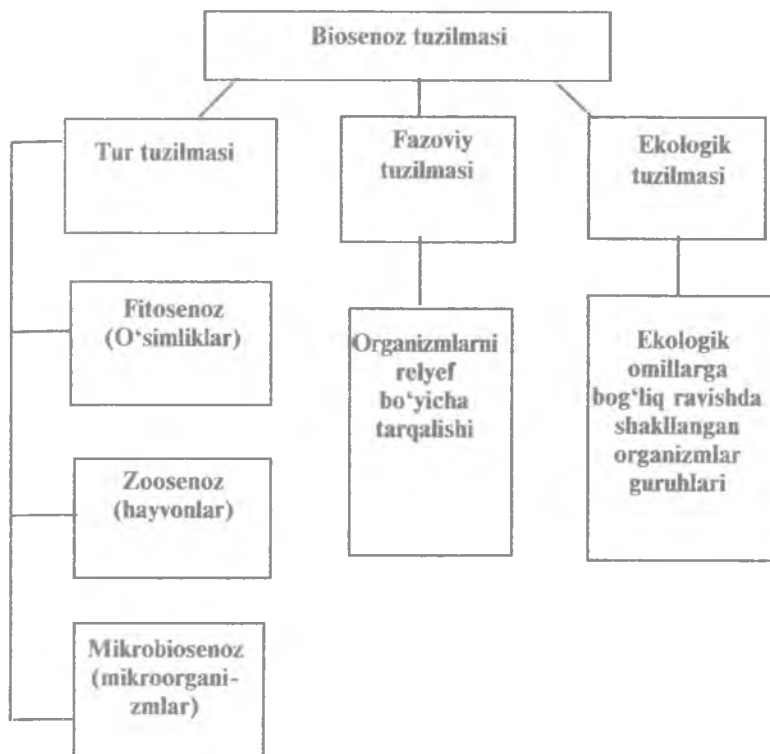 Biosenoz tuzilmasi
Tur tuzilmasi
Fazoviy
tuzilmasi
Ekologik
tuzilmasi
Fitosenoz
(O‘simliklar)
Zoosenoz
(hayvonlar)
Mikrobiosenoz
(mikroorgani-
zmlar)
Organizmlarni
relyef
bo‘yicha
tarqalishi
Ekologik
omillarga
bog‘liq ravishda
shakllangan
organizmlar
guruhlari